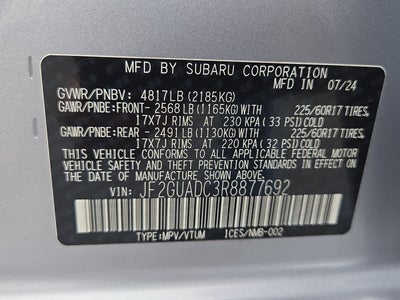 MADE IN JAPAN 07/24
MFD BY SUBARU CORPORATION
GVWR/PNBV: 4817LB (2185KG)
GAWR/PNBE:FRONT- 2568LB (1165KG)WITH 225/60R17 TIRES,
17X7J RIMS, AT 230 KPA (33 PSI)COLD
GAWR/PNBE:REAR - 2491LB (1130KG)WITH 225/60R17 TIRES,
17X7J RIMS, AT 220 KPA (32 PSI)COLD
THIS VEHICLE CONFORMS TO ALL APPLICABLE FEDERAL MOTOR
VEHICLE SAFETY AND THEFT PREVENTION STANDARDS IN EFFECT
ON THE DATE OF MANUFACTURE SHOWN ABOVE.
VIN: JF2GUADC3R8877692
TYPE:MPV/VTUM ICES/NMB-002